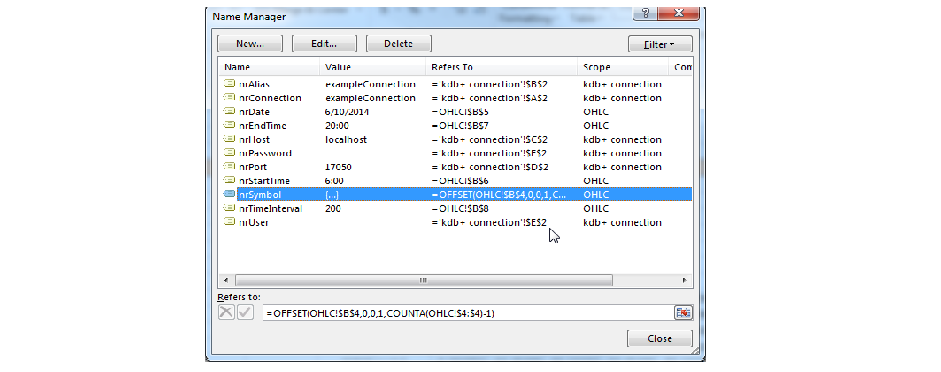 Name Manager
New... Edit... Delete Filter
Name Value Refers To Scope Com
nrAlias exampleConnection ='kdb+ connection'!$B$2 kdb+ connection
nrConnection exampleConnection ='kdb+ connection'!$A$2 kdb+ connection
nrDate 6/10/2014 =OHLC!$B$5 OHLC
nrEndTime 20:00 =OHLC!$B$7 OHLC
nrHost localhost ='kdb+ connection'!$C$2 kdb+ connection
nrPassword ='kdb+ connection'!$F$2 kdb+ connection
nrPort 17050 ='kdb+ connection'!$D$2 kdb+ connection
nrStartTime 6:00 =OHLC!$B$6 OHLC
nrSymbol {...} =OFFSET(OHLC!$B$4,0,0,1,C... OHLC
nrTimeInterval 200 =OHLC!$B$8 OHLC
nrUser ='kdb+ connection'!$E$2 kdb+ connection
Refers to:
=OFFSET(OHLC!$B$4,0,0,1,COUNTA(OHLC!$4:$4)-1)
Close